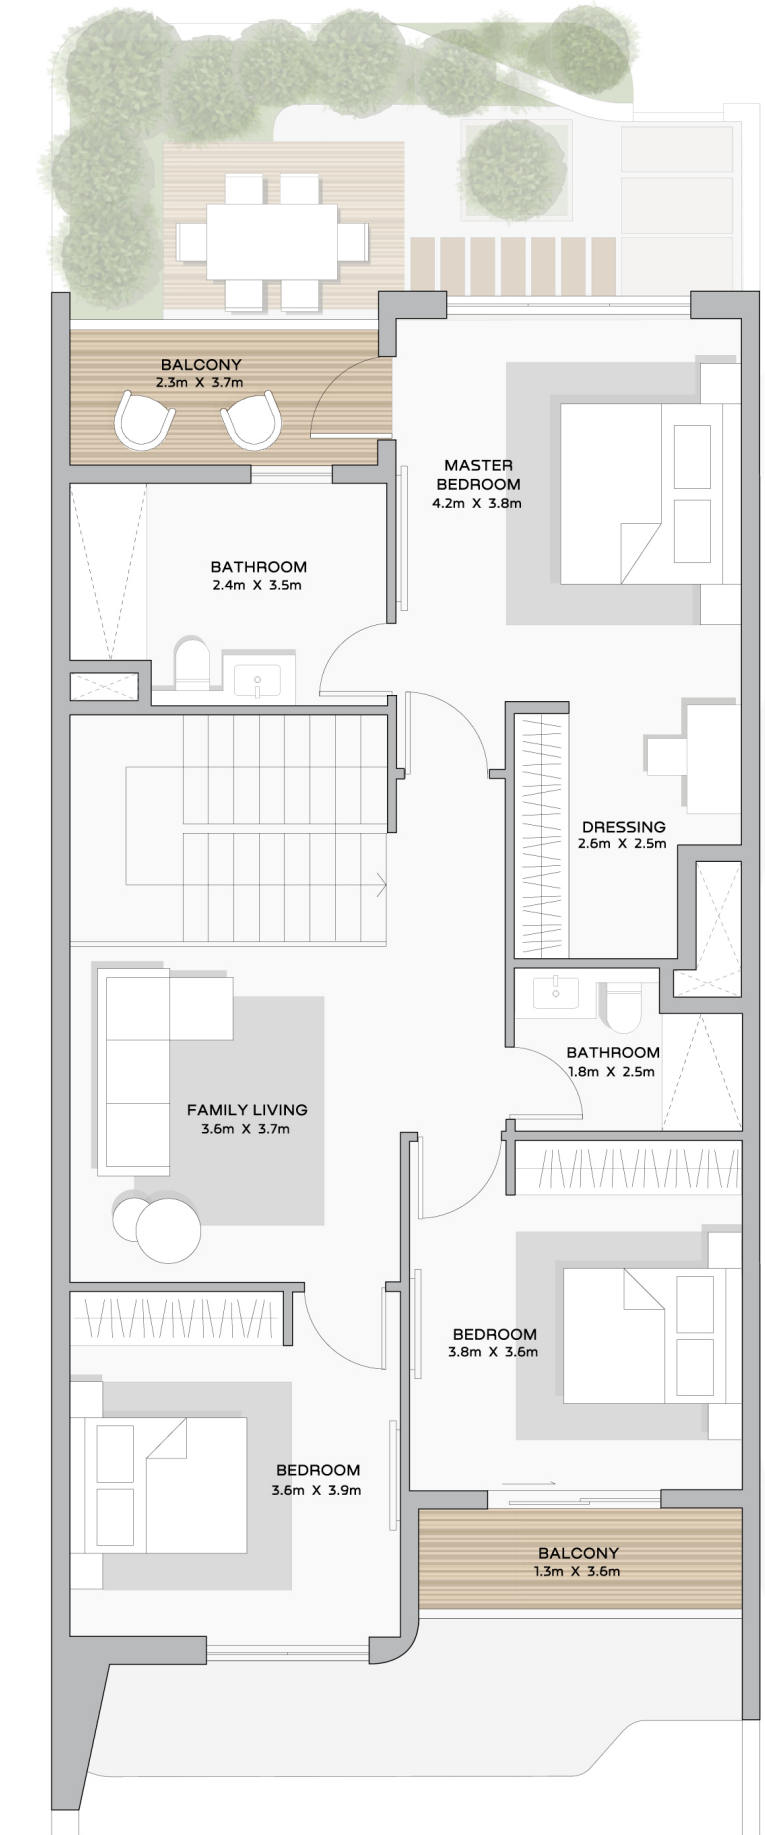 BALCONY
2.3m X 3.7m
MASTER
BEDROOM
4.2m X 3.8m
BATHROOM
2.4m X 3.5m
DRESSING
2.6m X 2.5m
BATHROOM
1.8m X 2.5m
FAMILY LIVING
3.6m X 3.7m
BEDROOM
3.8m X 3.6m
BEDROOM
3.6m X 3.9m
BALCONY
1.3m X 3.6m